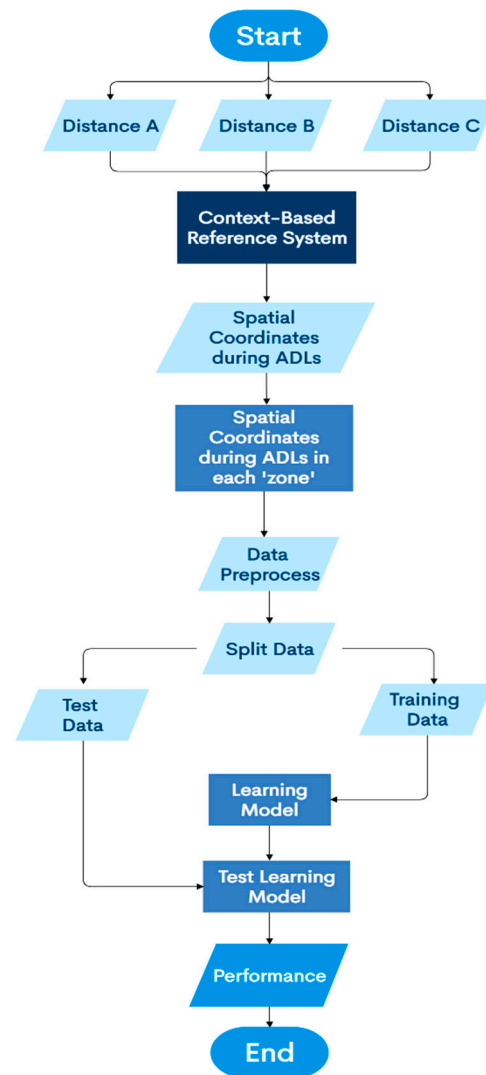 Start
Distance A
Distance B
Distance C
Context-Based
Reference System
Spatial
Coordinates
during ADLs
Spatial
Coordinates
during ADLs in
each 'zone'
Data
Preprocess
Split Data
Test
Data
Training
Data
Learning
Model
Test Learning
Model
Performance
End